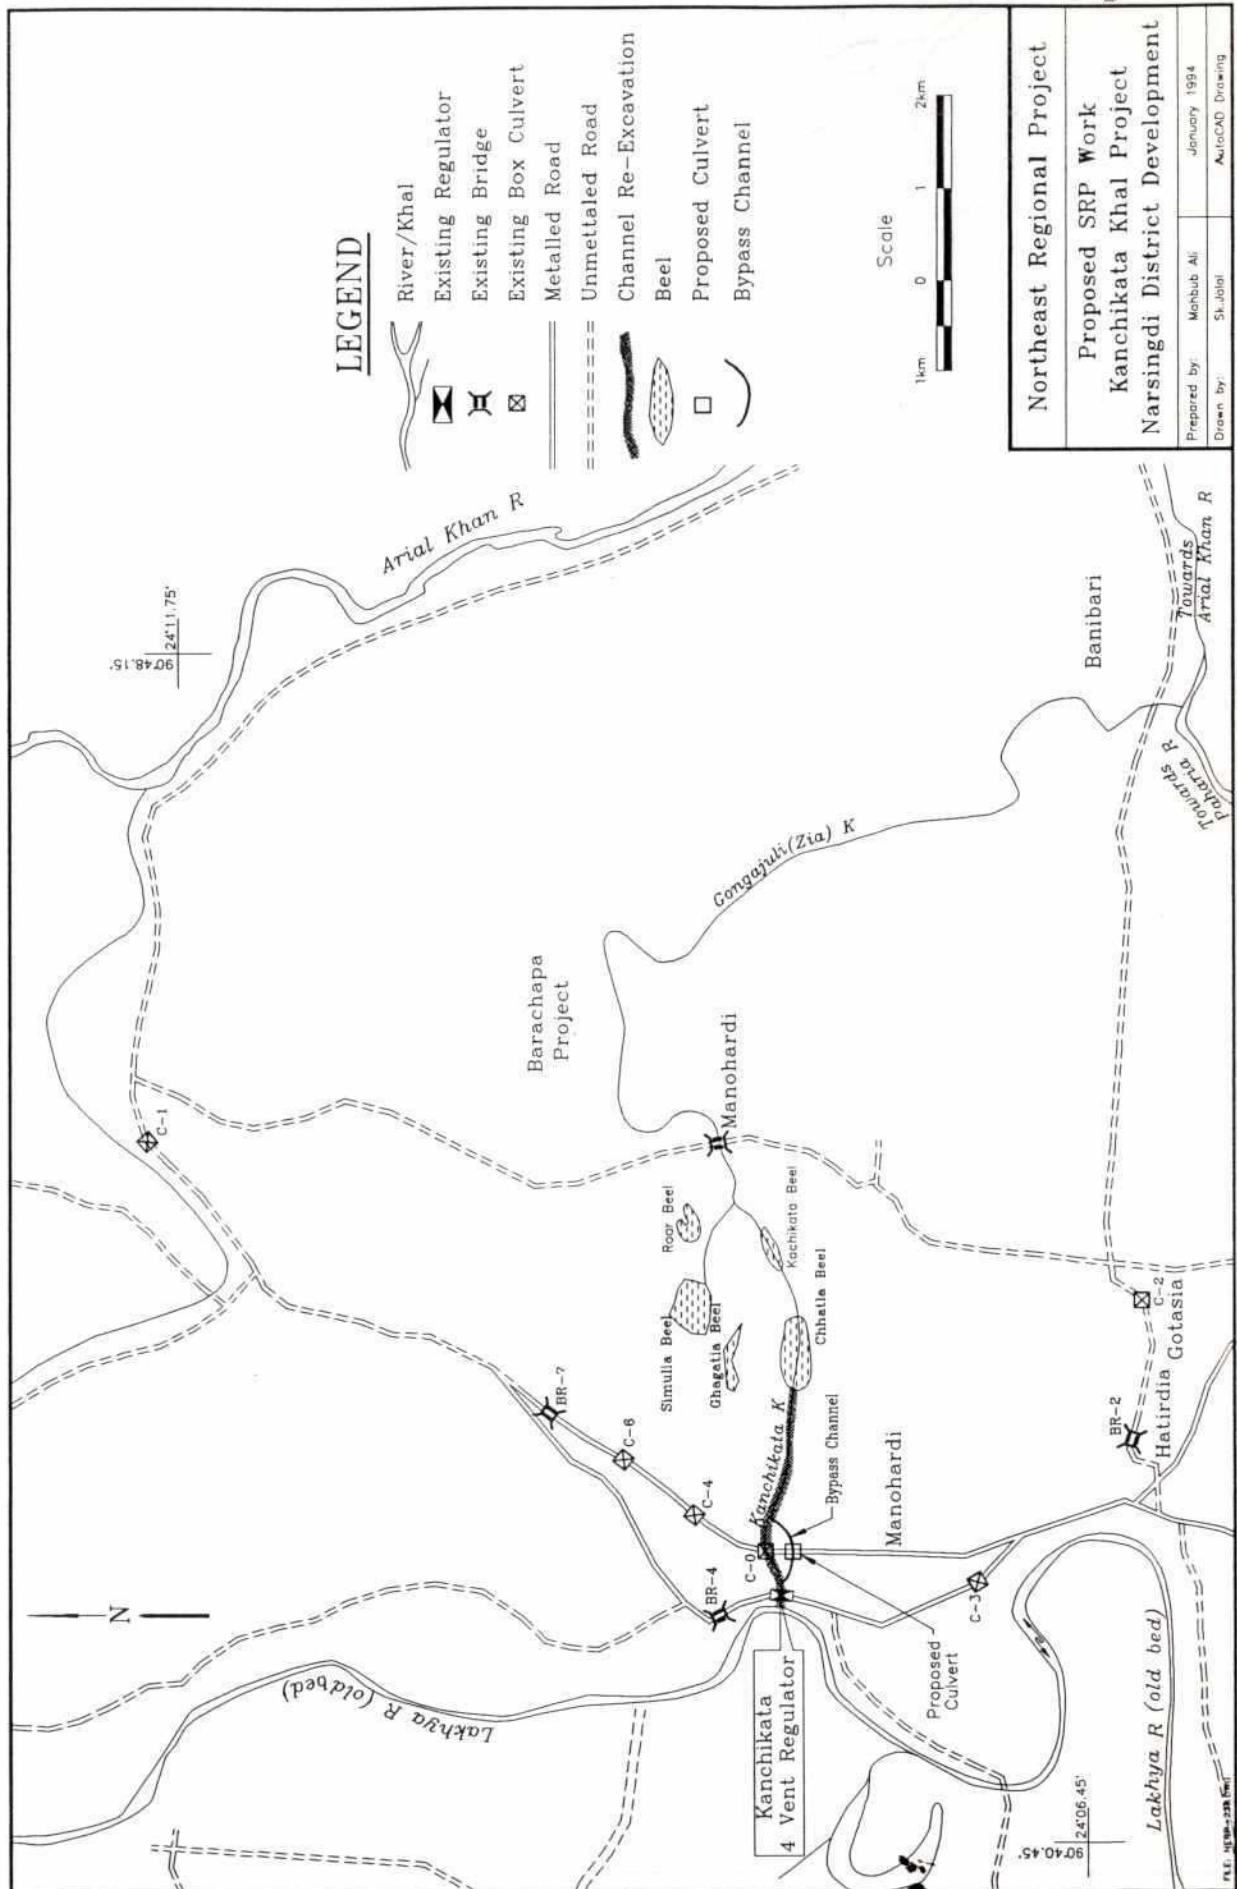 LEGEND
River/Khal
Existing Regulator
Existing Bridge
Existing Box Culvert
Metalled Road
Unmettaled Road
Channel Re-Excavation
Beel
Proposed Culvert
Bypass Channel
Scale
1km 0 1 2km
Northeast Regional Project
Proposed SRP Work
Kanchikata Khal Project
Narsingdi District Development
Prepared by: Mahbub Ali January 1994
Drawn by: Sk.Jalal AutoCAD Drawing
N
90°48.15'
24°11.75'
Arial Khan R
C-1
Barachapa
Project
Gongajuli(Zia) K
Banibari
Towards
Arial Khan R
Towards
Paharia R
Manohardi
Roar Beel
Simulia Beel
Ghagatia Beel
Kachikata Beel
Chhatla Beel
BR-7
C-6
C-4
C-0
BR-4
Kanchikata K
Bypass Channel
Manohardi
C-3
BR-2
C-2
Hatirdia
Gotasia
Lakhya R (old bed)
Kanchikata
4 Vent Regulator
Proposed
Culvert
Lakhya R (old bed)
90°40.45'
24°06.45'